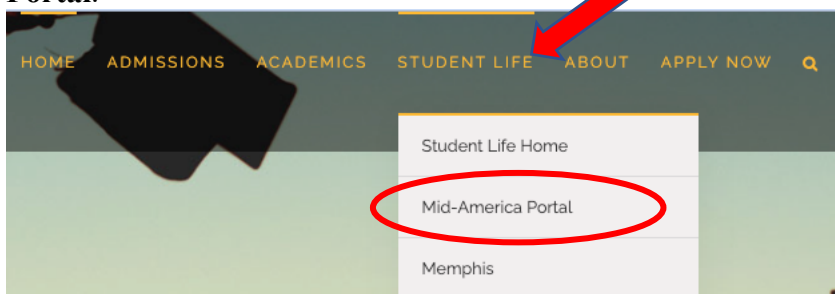 Portal.
HOME ADMISSIONS ACADEMICS STUDENT LIFE ABOUT APPLY NOW
Student Life Home
Mid-America Portal
Memphis